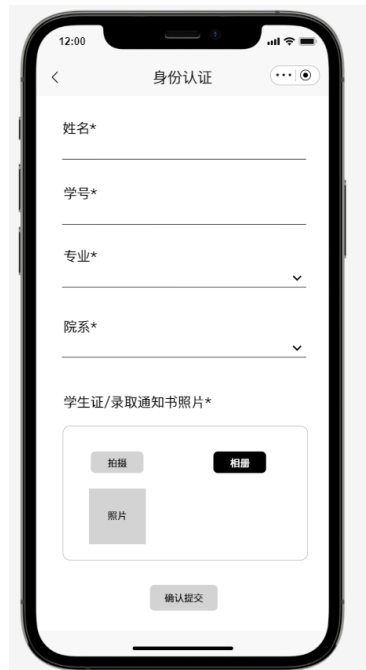 12:00
身份认证
姓名*
学号*
专业*
院系*
学生证/录取通知书照片*
拍摄
相册
照片
确认提交